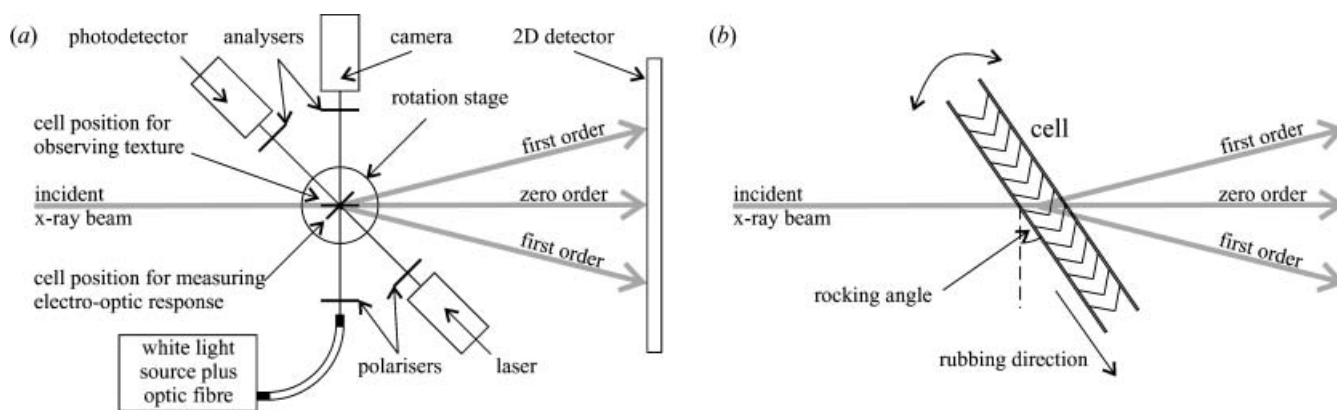 (a)
photodetector
analysers
camera
2D detector
cell position for
observing texture
rotation stage
first order
incident
x-ray beam
zero order
first order
cell position for measuring
electro-optic response
white light
source plus
optic fibre
polarisers
laser
(b)
cell
first order
incident
x-ray beam
zero order
first order
rocking angle
rubbing direction